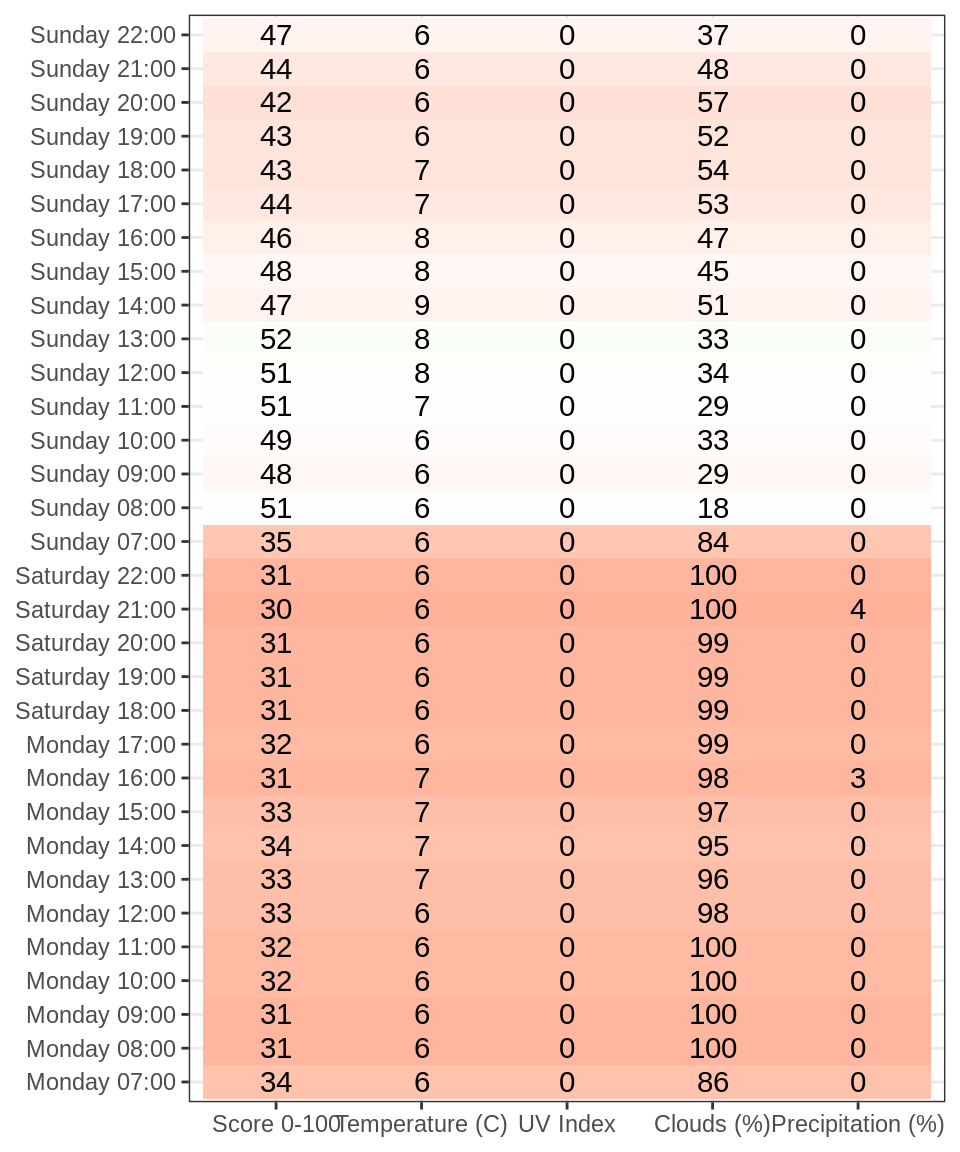 Sunday 22:00 47 6 0 37 0
Sunday 21:00 44 6 0 48 0
Sunday 20:00 42 6 0 57 0
Sunday 19:00 43 6 0 52 0
Sunday 18:00 43 7 0 54 0
Sunday 17:00 44 7 0 53 0
Sunday 16:00 46 8 0 47 0
Sunday 15:00 48 8 0 45 0
Sunday 14:00 47 9 0 51 0
Sunday 13:00 52 8 0 33 0
Sunday 12:00 51 8 0 34 0
Sunday 11:00 51 7 0 29 0
Sunday 10:00 49 6 0 33 0
Sunday 09:00 48 6 0 29 0
Sunday 08:00 51 6 0 18 0
Sunday 07:00 35 6 0 84 0
Saturday 22:00 31 6 0 100 0
Saturday 21:00 30 6 0 100 4
Saturday 20:00 31 6 0 99 0
Saturday 19:00 31 6 0 99 0
Saturday 18:00 31 6 0 99 0
Monday 17:00 32 6 0 99 0
Monday 16:00 31 7 0 98 3
Monday 15:00 33 7 0 97 0
Monday 14:00 34 7 0 95 0
Monday 13:00 33 7 0 96 0
Monday 12:00 33 6 0 98 0
Monday 11:00 32 6 0 100 0
Monday 10:00 32 6 0 100 0
Monday 09:00 31 6 0 100 0
Monday 08:00 31 6 0 100 0
Monday 07:00 34 6 0 86 0
Score 0-100 Temperature (C) UV Index Clouds (%) Precipitation (%)